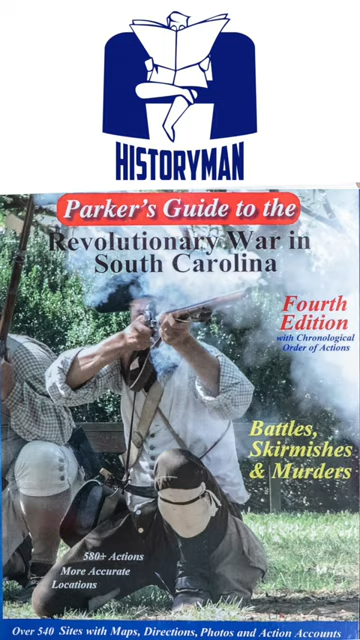 HISTORYMAN
Parker's Guide to the
Revolutionary War in
South Carolina
Fourth
Edition
with Chronological
Order of Actions
Battles,
Skirmishes
& Murders
580+ Actions
More Accurate
Locations
Over 540 Sites with Maps, Directions, Photos and Action Accounts